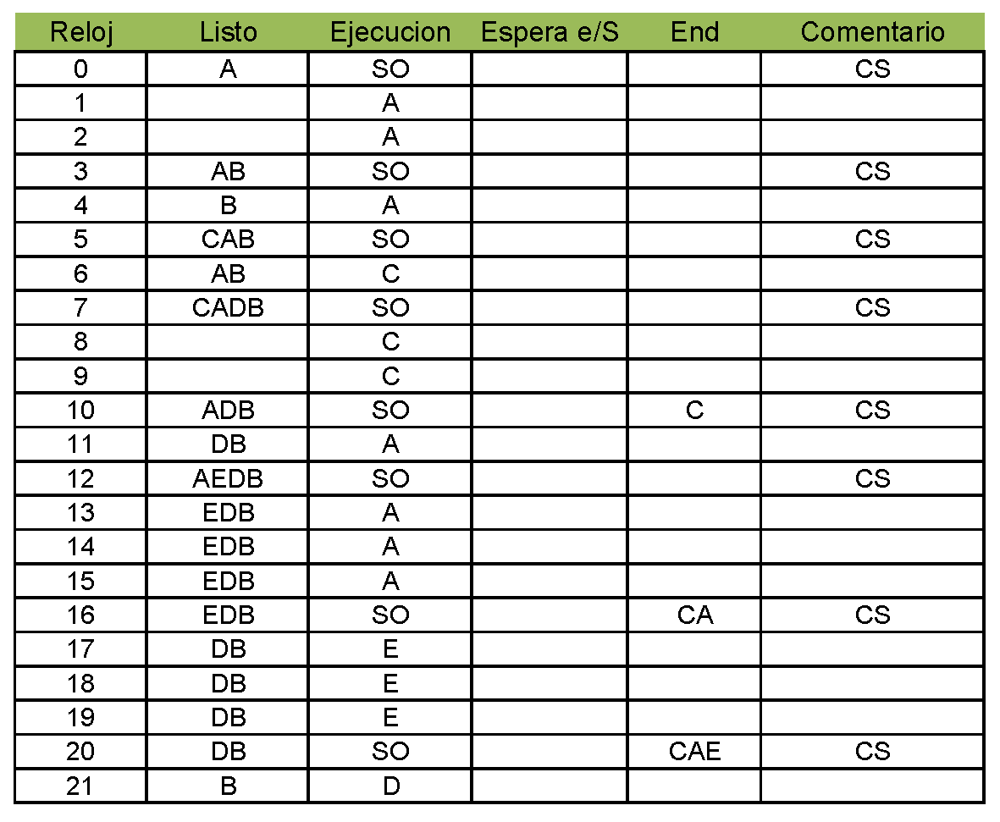 Reloj Listo Ejecucion Espera e/S End Comentario
0 A SO CS
1 A
2 A
3 AB SO CS
4 B A
5 CAB SO CS
6 AB C
7 CADB SO CS
8 C
9 C
10 ADB SO C CS
11 DB A
12 AEDB SO CS
13 EDB A
14 EDB A
15 EDB A
16 EDB SO CA CS
17 DB E
18 DB E
19 DB E
20 DB SO CAE CS
21 B D